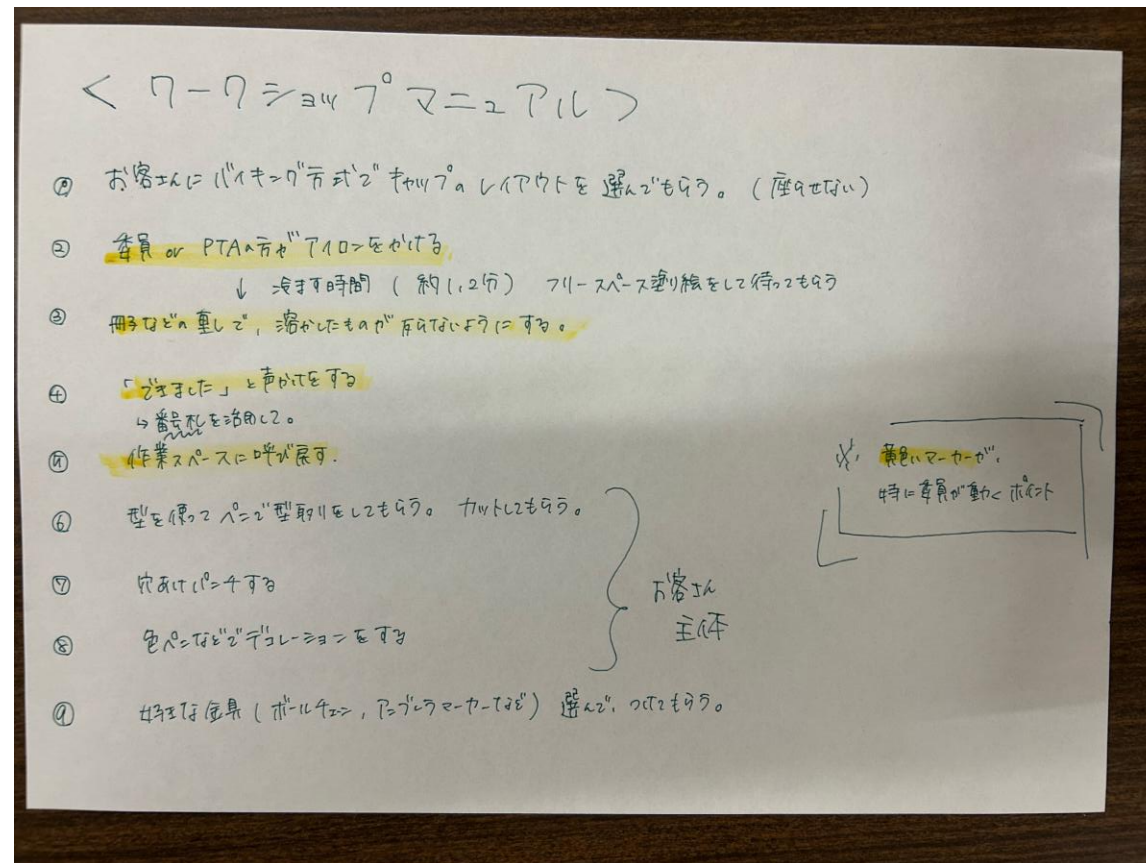 ＜ワークショップマニュアル＞
① お客さんにバイキング方式でキャップのレイアウトを選んでもらう。（座らせない）
② 委員 or PTAの方がアイロンをかける
↓ 冷ます時間（約1,2分） フリースペース塗り絵をして待ってもらう
③ 冊子などの重しで、溶かしたものが反らないようにする。
④ 「できました」と声かけをする
↳ 番号札を活用して。
⑤ 作業スペースに呼び戻す.
⑥ 型を使ってペンで型取りをしてもらう。 カットしてもらう。
⑦ 穴あけパンチする
⑧ 色ペンなどでデコレーションをする
お客さん
主体
⑨ 好きな金具（ボールチェーン，アンブレラマーカーなど）選んで、つけてもらう。
※ 黄色いマーカーが、
特に委員が動くポイント